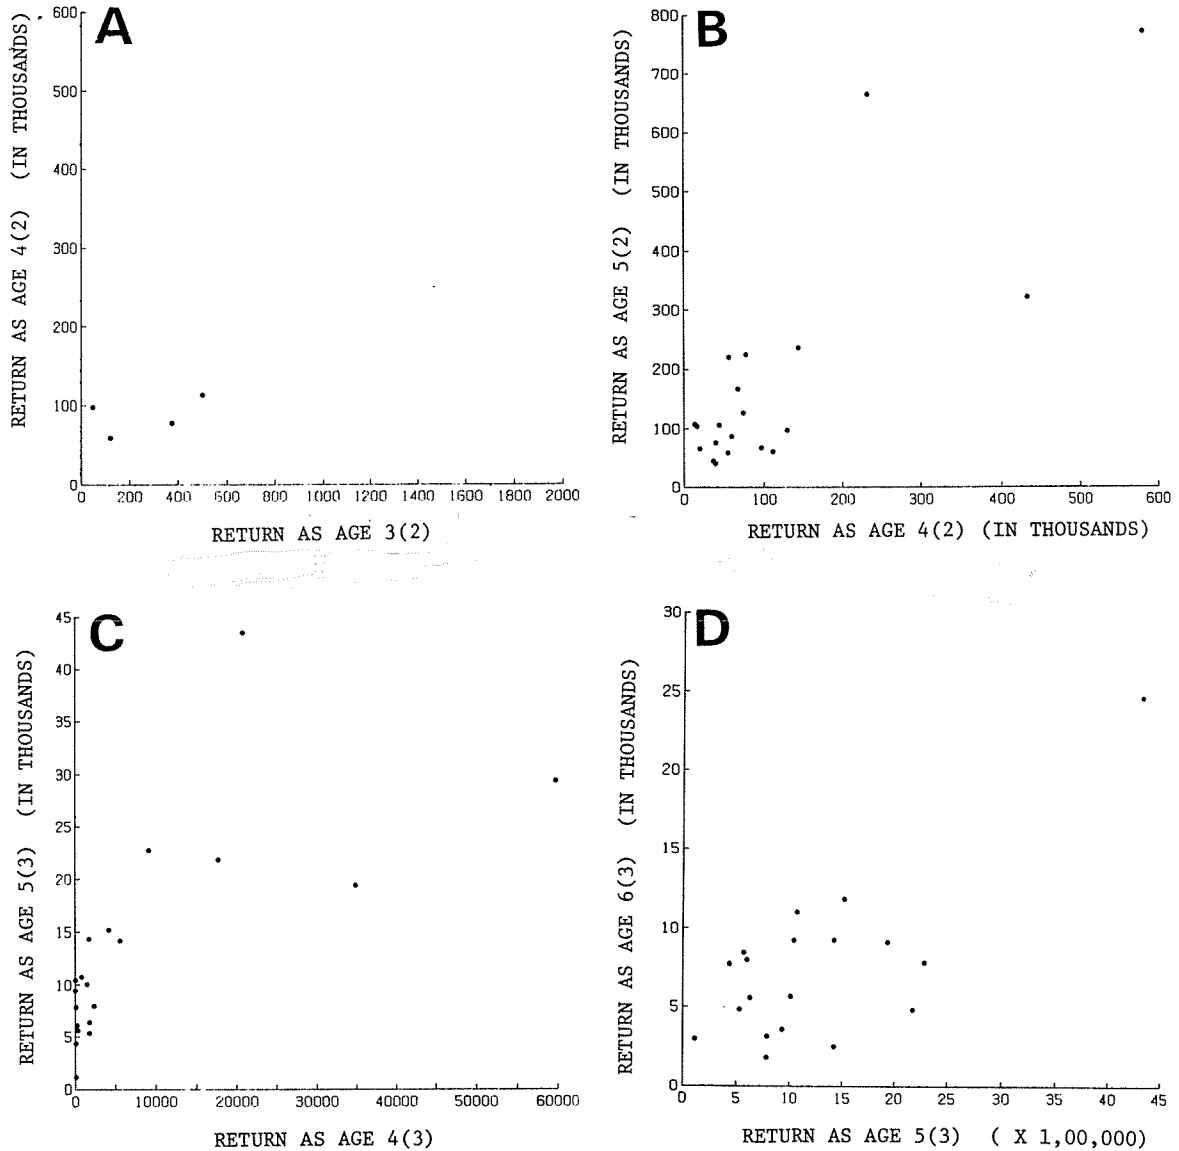 A
RETURN AS AGE 4(2) (IN THOUSANDS)
600
500
400
300
200
100
0
0 200 400 600 800 1000 1200 1400 1600 1800 2000
RETURN AS AGE 3(2)
B
RETURN AS AGE 5(2) (IN THOUSANDS)
800
700
600
500
400
300
200
100
0
0 100 200 300 400 500 600
RETURN AS AGE 4(2) (IN THOUSANDS)
C
RETURN AS AGE 5(3) (IN THOUSANDS)
45
40
35
30
25
20
15
10
5
0
0 10000 20000 30000 40000 50000 60000
RETURN AS AGE 4(3)
D
RETURN AS AGE 6(3) (IN THOUSANDS)
30
25
20
15
10
5
0
0 5 10 15 20 25 30 35 40 45
RETURN AS AGE 5(3) ( X 1,00,000)